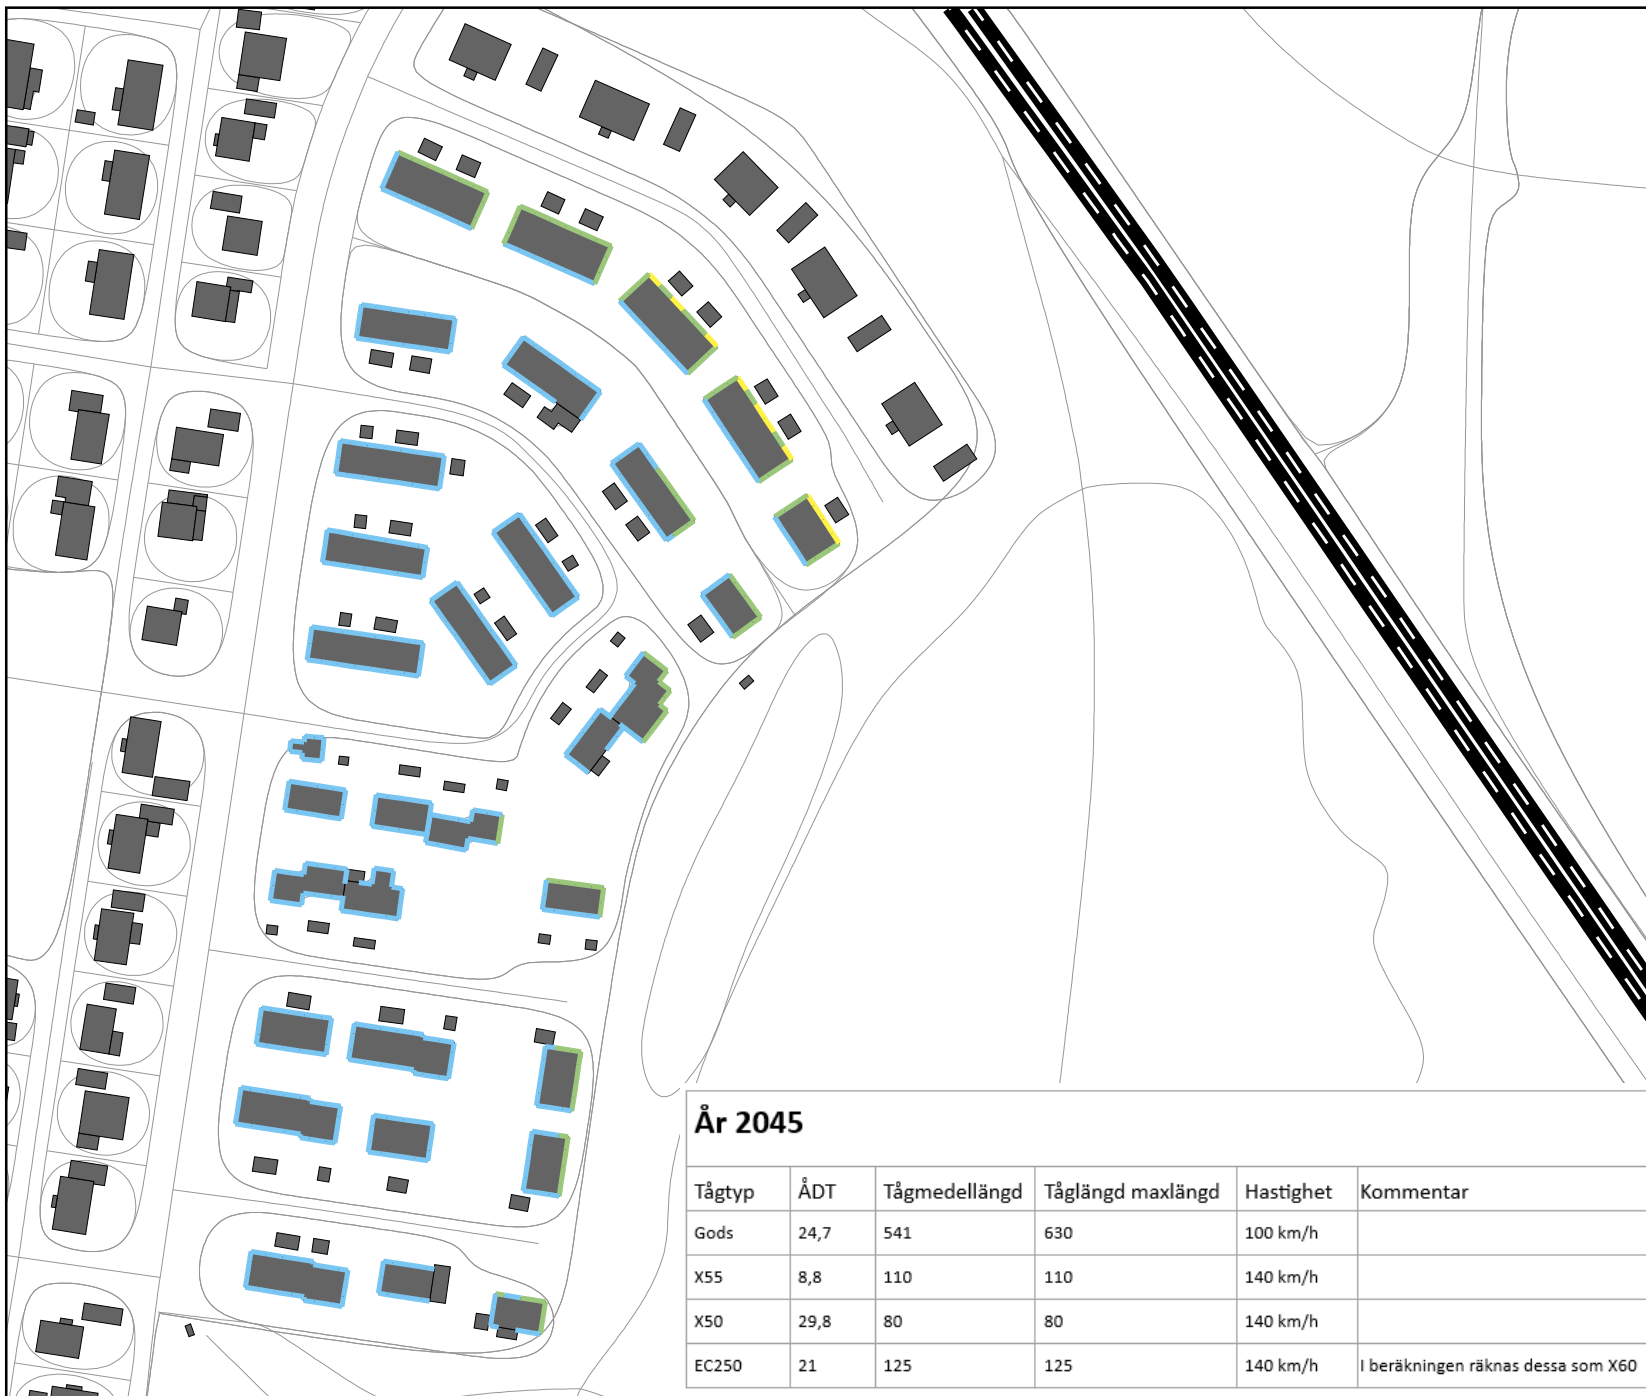 År 2045
Tågtyp ÅDT Tågmedellängd Tåglängd maxlängd Hastighet Kommentar
Gods 24,7 541 630 100 km/h
X55 8,8 110 110 140 km/h
X50 29,8 80 80 140 km/h
EC250 21 125 125 140 km/h I beräkningen räknas dessa som X60